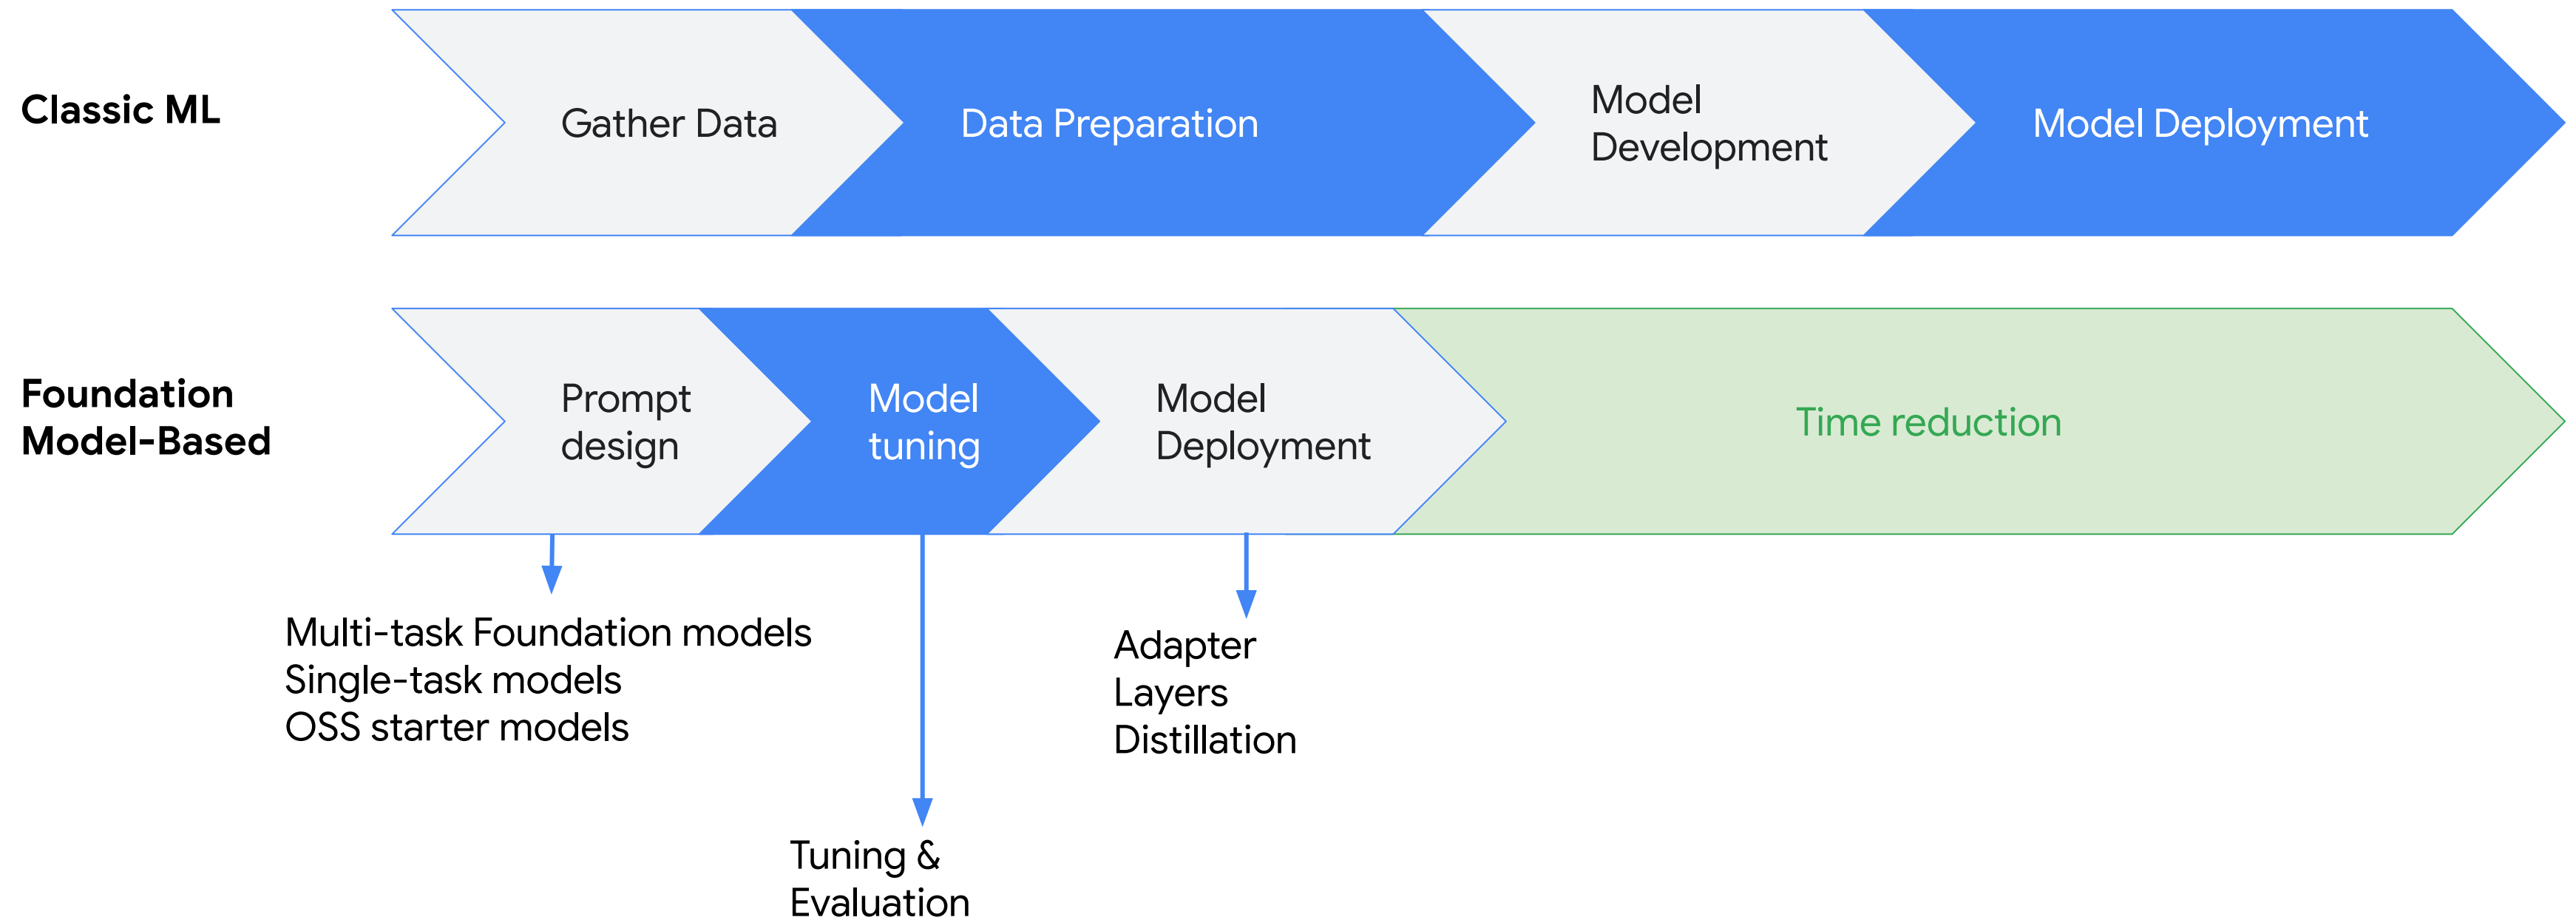 Classic ML
Gather Data
Data Preparation
Model
Development
Model Deployment
Foundation
Model-Based
Prompt
design
Model
tuning
Model
Deployment
Time reduction
Multi-task Foundation models
Single-task models
OSS starter models
Adapter
Layers
Distillation
Tuning &
Evaluation